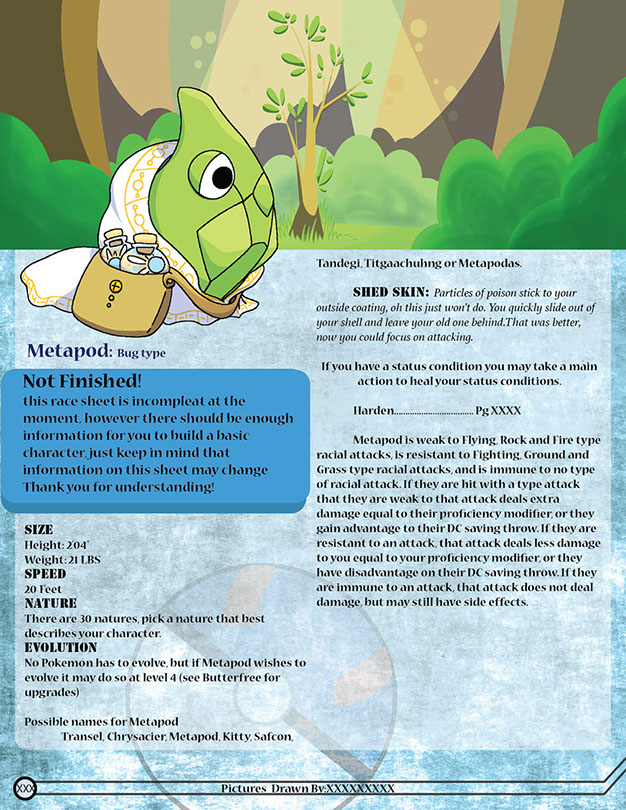 Metapod: Bug type
Not Finished!
this race sheet is incompleat at the
moment, however there should be enough
information for you to build a basic
character, just keep in mind that
information on this sheet may change
Thank you for understanding!
SIZE
Height: 2'04"
Weight: 21 LBS
SPEED
20 Feet
NATURE
There are 30 natures, pick a nature that best
describes your character.
EVOLUTION
No Pokemon has to evolve, but if Metapod wishes to
evolve it may do so at level 4 (see Butterfree for
upgrades)
Possible names for Metapod
Transel, Chrysacier, Metapod, Kitty, Safcon,
Tandegi, Titgaachuhng or Metapodas.
SHED SKIN: Particles of poison stick to your
outside coating, oh this just won't do. You quickly slide out of
your shell and leave your old one behind.That was better,
now you could focus on attacking.
If you have a status condition you may take a main
action to heal your status conditions.
Harden.................................. Pg XXXX
Metapod is weak to Flying, Rock and Fire type
racial attacks, is resistant to Fighting, Ground and
Grass type racial attacks, and is immune to no type
of racial attack. If they are hit with a type attack
that they are weak to that attack deals extra
damage equal to their proficiency modifier, or they
gain advantage to their DC saving throw. If they are
resistant to an attack, that attack deals less damage
to you equal to your proficiency modifier, or they
have disadvantage on their DC saving throw. If they
are immune to an attack, that attack does not deal
damage, but may still have side effects.
XXX
Pictures Drawn By:XXXXXXXXX